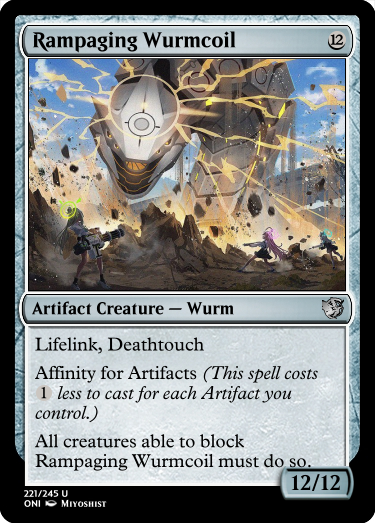 Rampaging Wurmcoil 12
Artifact Creature — Wurm
Lifelink, Deathtouch
Affinity for Artifacts (This spell costs
1 less to cast for each Artifact you
control.)
All creatures able to block
Rampaging Wurmcoil must do so.
12/12
221/245 U
ONI Miyoshist